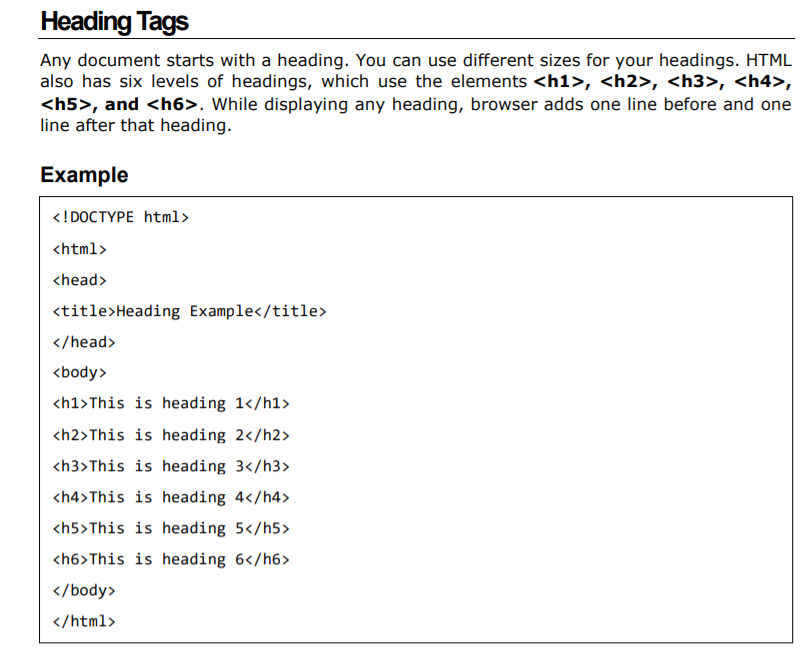 Heading Tags
Any document starts with a heading. You can use different sizes for your headings. HTML
also has six levels of headings, which use the elements <h1>, <h2>, <h3>, <h4>,
<h5>, and <h6>. While displaying any heading, browser adds one line before and one
line after that heading.
Example
<!DOCTYPE html>
<html>
<head>
<title>Heading Example</title>
</head>
<body>
<h1>This is heading 1</h1>
<h2>This is heading 2</h2>
<h3>This is heading 3</h3>
<h4>This is heading 4</h4>
<h5>This is heading 5</h5>
<h6>This is heading 6</h6>
</body>
</html>